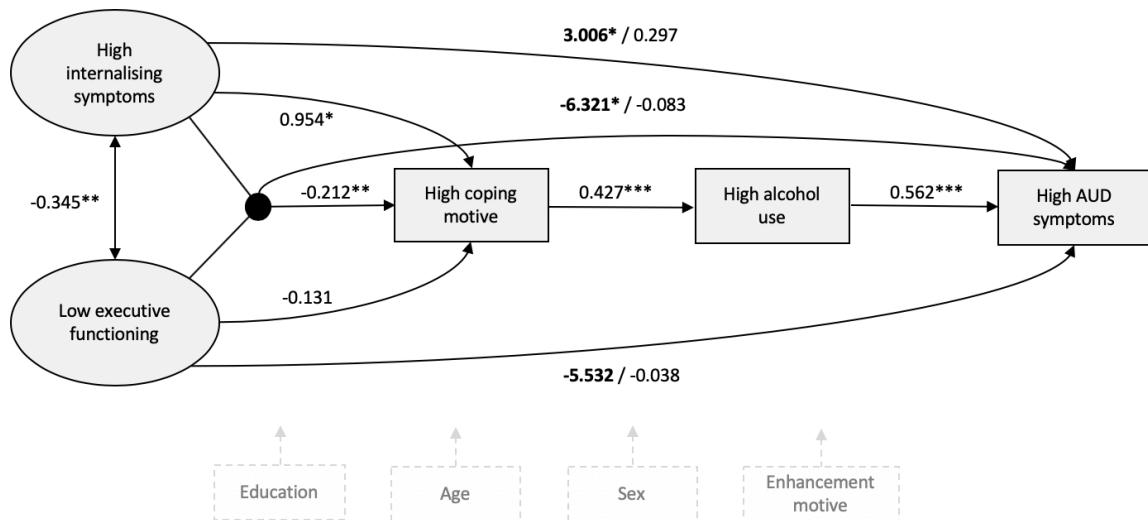 High
internalising
symptoms
3.006* / 0.297
-6.321* / -0.083
0.954*
-0.345**
-0.212**
High coping
motive
0.427***
High alcohol
use
0.562***
High AUD
symptoms
Low executive
functioning
-0.131
-5.532 / -0.038
Education
Age
Sex
Enhancement
motive